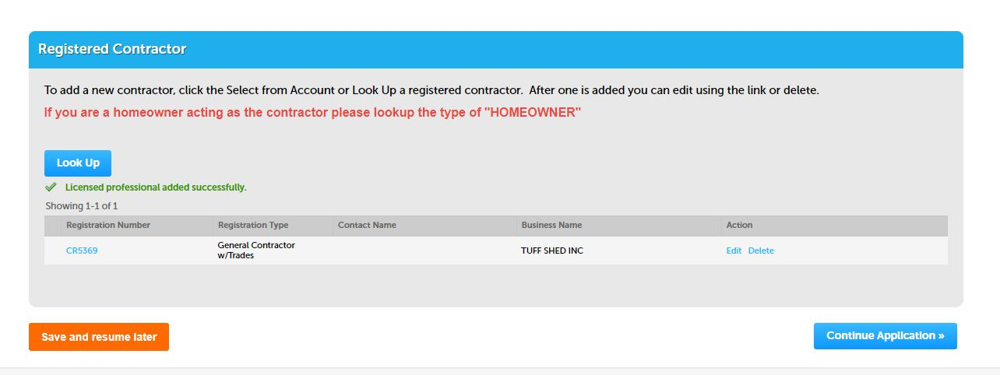 Registered Contractor
To add a new contractor, click the Select from Account or Look Up a registered contractor.  After one is added you can edit using the link or delete.
If you are a homeowner acting as the contractor please lookup the type of "HOMEOWNER"
Look Up
Licensed professional added successfully.
Showing 1-1 of 1
Registration Number Registration Type Contact Name Business Name Action
CR5369 General Contractor w/Trades TUFF SHED INC Edit Delete
Save and resume later
Continue Application »